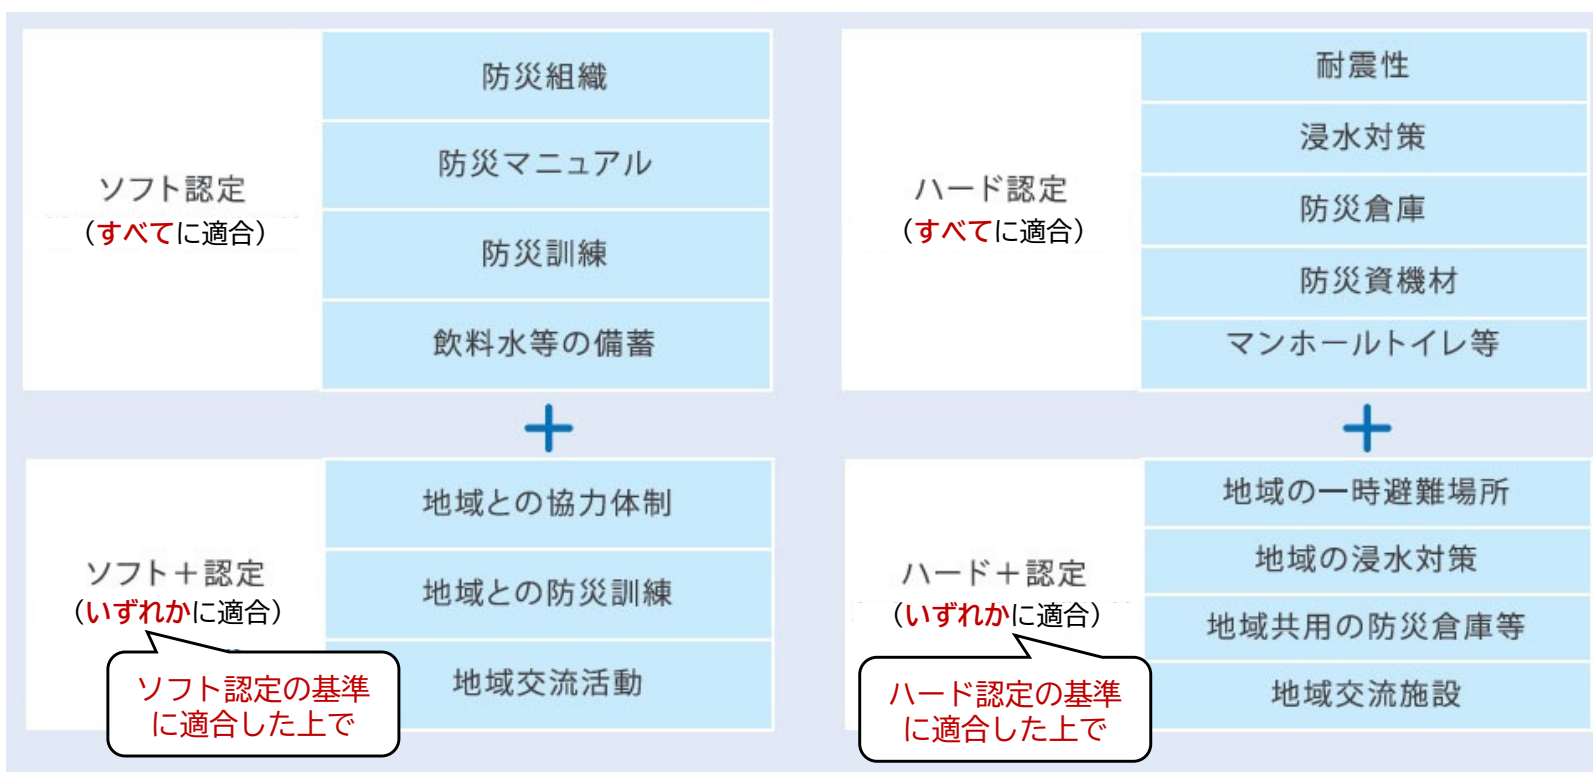 ソフト認定
（すべてに適合）
防災組織
防災マニュアル
防災訓練
飲料水等の備蓄
＋
ソフト＋認定
（いずれかに適合）
ソフト認定の基準
に適合した上で
地域との協力体制
地域との防災訓練
地域交流活動
ハード認定
（すべてに適合）
耐震性
浸水対策
防災倉庫
防災資機材
マンホールトイレ等
＋
ハード＋認定
（いずれかに適合）
ハード認定の基準
に適合した上で
地域の一時避難場所
地域の浸水対策
地域共用の防災倉庫等
地域交流施設